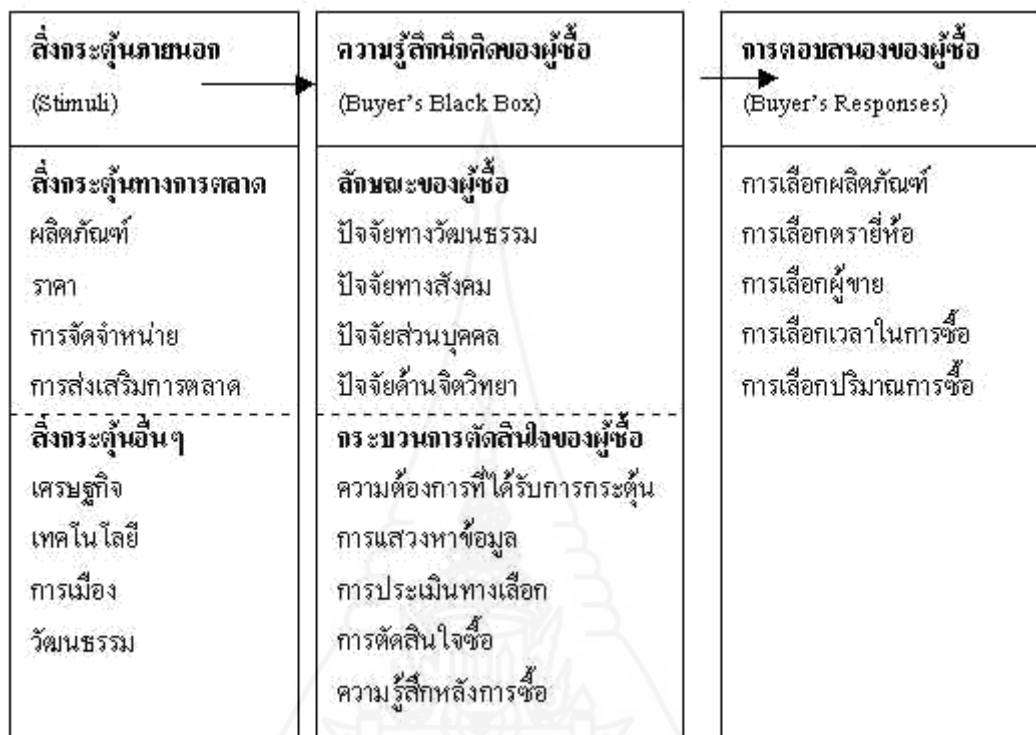 สิ่งกระตุ้นภายนอก
(Stimuli)
สิ่งกระตุ้นทางการตลาด
ผลิตภัณฑ์
ราคา
การจัดจำหน่าย
การส่งเสริมการตลาด
สิ่งกระตุ้นอื่นๆ
เศรษฐกิจ
เทคโนโลยี
การเมือง
วัฒนธรรม
ความรู้สึกนึกคิดของผู้ซื้อ
(Buyer's Black Box)
ลักษณะของผู้ซื้อ
ปัจจัยทางวัฒนธรรม
ปัจจัยทางสังคม
ปัจจัยส่วนบุคคล
ปัจจัยด้านจิตวิทยา
กระบวนการตัดสินใจของผู้ซื้อ
ความต้องการที่ได้รับการกระตุ้น
การแสวงหาข้อมูล
การประเมินทางเลือก
การตัดสินใจซื้อ
ความรู้สึกหลังการซื้อ
การตอบสนองของผู้ซื้อ
(Buyer's Responses)
การเลือกผลิตภัณฑ์
การเลือกตรายี่ห้อ
การเลือกผู้ขาย
การเลือกเวลาในการซื้อ
การเลือกปริมาณการซื้อ